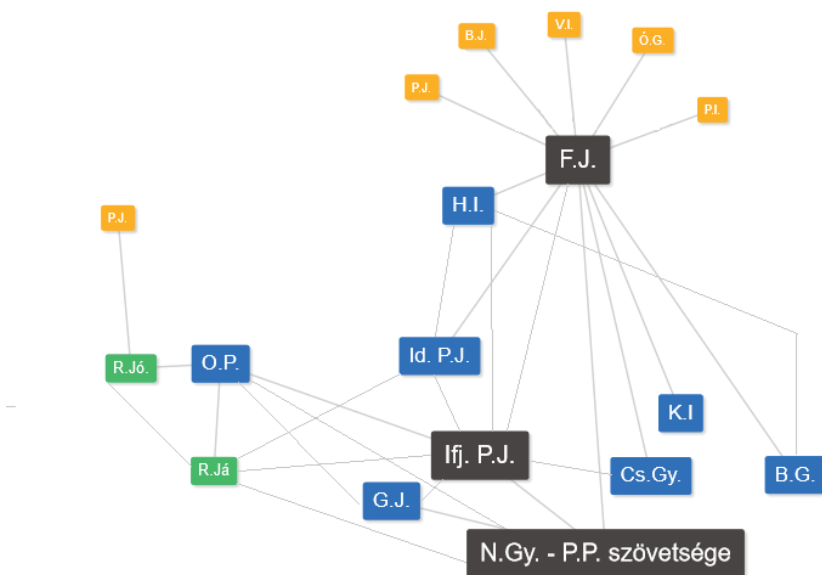 V.I.
B.J.
Ó.G.
P.J.
P.I.
F.J.
H.I.
P.J.
R.Jó.
O.P.
Id. P.J.
K.I
Ifj. P.J.
R.Já
Cs.Gy.
B.G.
G.J.
N.Gy. - P.P. szövetsége